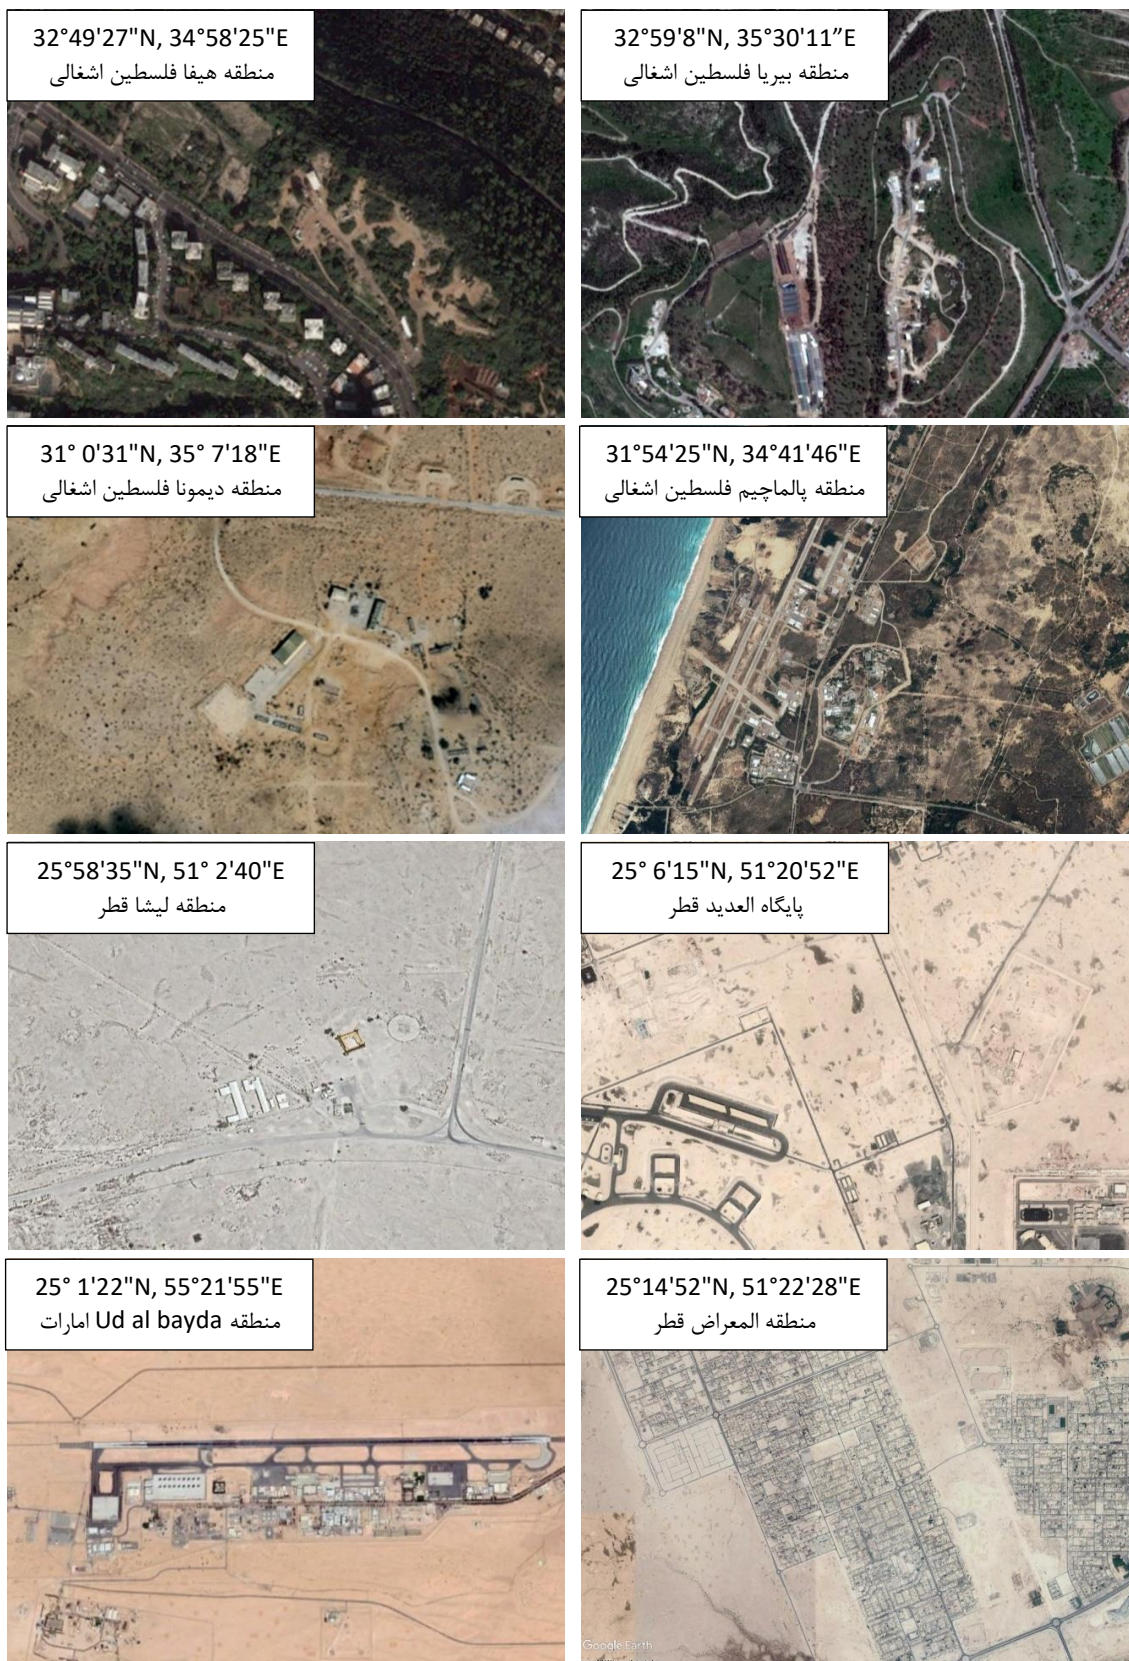 32°49'27"N, 34°58'25"E
منطقه هیفا فلسطین اشغالی
32°59'8"N, 35°30'11”E
منطقه بیریا فلسطین اشغالی
31° 0'31"N, 35° 7'18"E
منطقه دیمونا فلسطین اشغالی
31°54'25"N, 34°41'46"E
منطقه پالماچیم فلسطین اشغالی
25°58'35"N, 51° 2'40"E
منطقه لیشا قطر
25° 6'15"N, 51°20'52"E
پایگاه العدید قطر
25° 1'22"N, 55°21'55"E
منطقه Ud al bayda امارات
25°14'52"N, 51°22'28"E
منطقه المعراض قطر
Google Earth